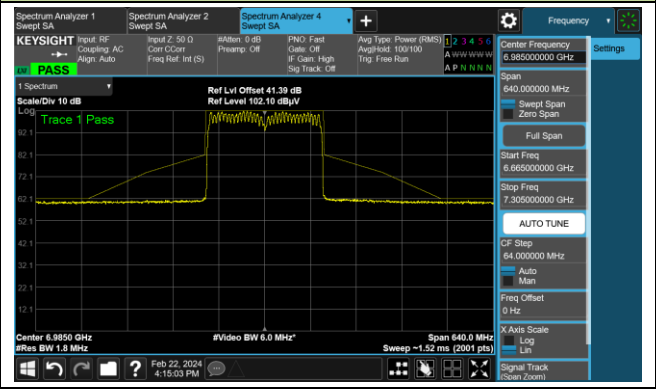 Spectrum Analyzer 1
Swept SA
Spectrum Analyzer 2
Swept SA
Spectrum Analyzer 4
Swept SA
Frequency
KEYSIGHT
Input: RF
Coupling: AC
Align: Auto
Input Z: 50 Ω
Corr CCorr
Freq Ref: Int (S)
#Atten: 0 dB
Preamp: Off
PNO: Fast
Gate: Off
IF Gain: High
Sig Track: Off
Avg Type: Power (RMS)
Avg|Hold: 100/100
Trig: Free Run
1 2 3 4 5 6
A W W W W W
A P N N N N
LNI PASS
1 Spectrum
Scale/Div 10 dB
Ref Lvl Offset 41.39 dB
Ref Level 102.10 dBµV
Log
Trace 1 Pass
92.1
82.1
72.1
62.1
52.1
42.1
32.1
22.1
12.1
Center 6.9850 GHz
#Res BW 1.8 MHz
#Video BW 6.0 MHz*
Span 640.0 MHz
Sweep ~1.52 ms (2001 pts)
Center Frequency
6.985000000 GHz
Settings
Span
640.000000 MHz
Swept Span
Zero Span
Full Span
Start Freq
6.665000000 GHz
Stop Freq
7.305000000 GHz
AUTO TUNE
CF Step
64.000000 MHz
Auto
Man
Freq Offset
0 Hz
X Axis Scale
Log
Lin
Signal Track
(Span Zoom)
Feb 22, 2024
4:15:03 PM